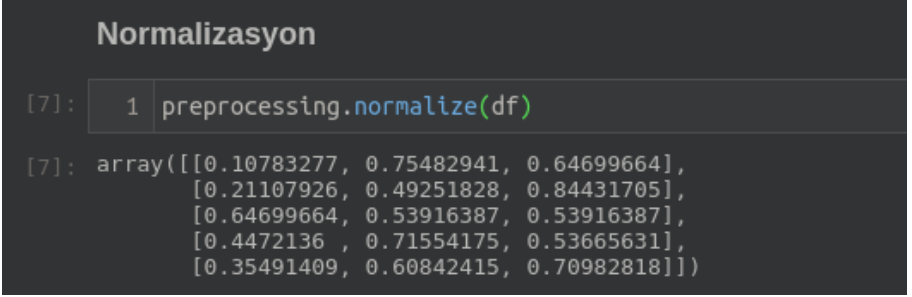 Normalizasyon
[7]: 1 preprocessing.normalize(df)
[7]: array([[0.10783277, 0.75482941, 0.64699664],
[0.21107926, 0.49251828, 0.84431705],
[0.64699664, 0.53916387, 0.53916387],
[0.4472136 , 0.71554175, 0.53665631],
[0.35491409, 0.60842415, 0.70982818]])